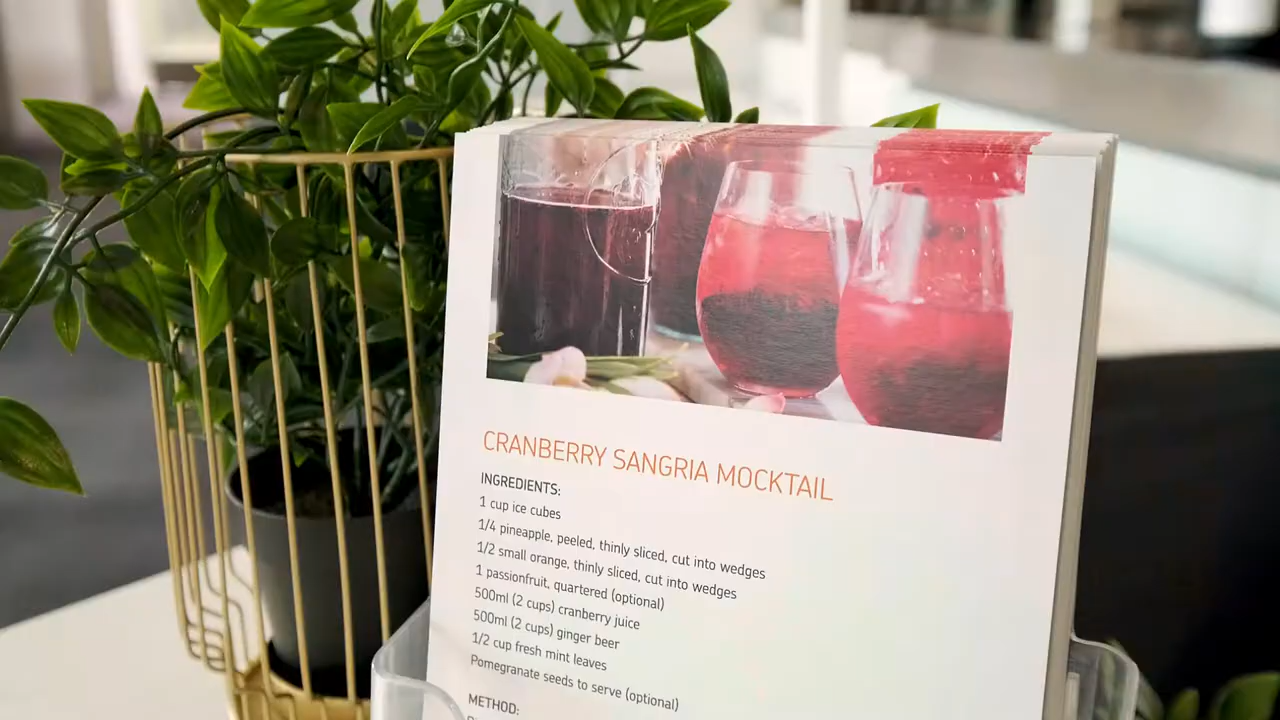 CRANBERRY SANGRIA MOCKTAIL
INGREDIENTS:
1 cup ice cubes
1/4 pineapple, peeled, thinly sliced, cut into wedges
1/2 small orange, thinly sliced, cut into wedges
1 passionfruit, quartered (optional)
500ml (2 cups) cranberry juice
500ml (2 cups) ginger beer
1/2 cup fresh mint leaves
Pomegranate seeds to serve (optional)
METHOD: